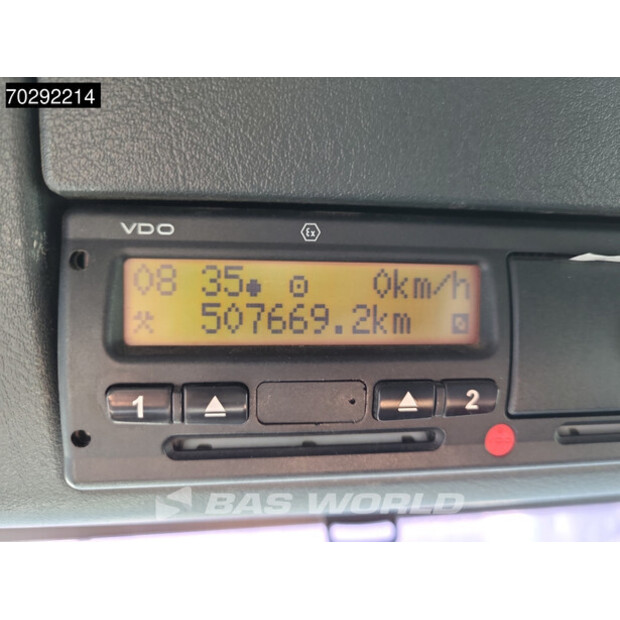 70292214
VDO Ex
08 35 0km/h
507669.2km
1 2
BAS WORLD